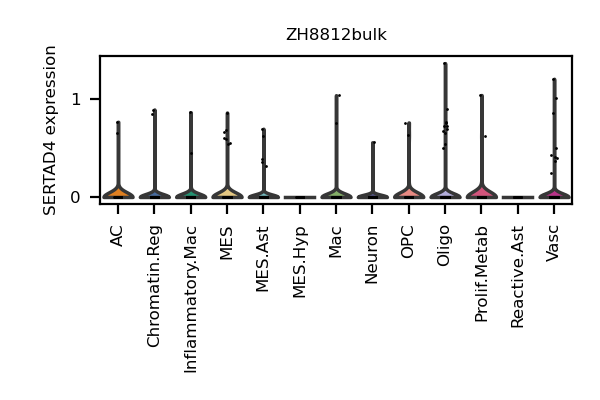 ZH8812bulk
SERTAD4 expression
1
0
AC
Chromatin.Reg
Inflammatory.Mac
MES
MES.Ast
MES.Hyp
Mac
Neuron
OPC
Oligo
Prolif.Metab
Reactive.Ast
Vasc